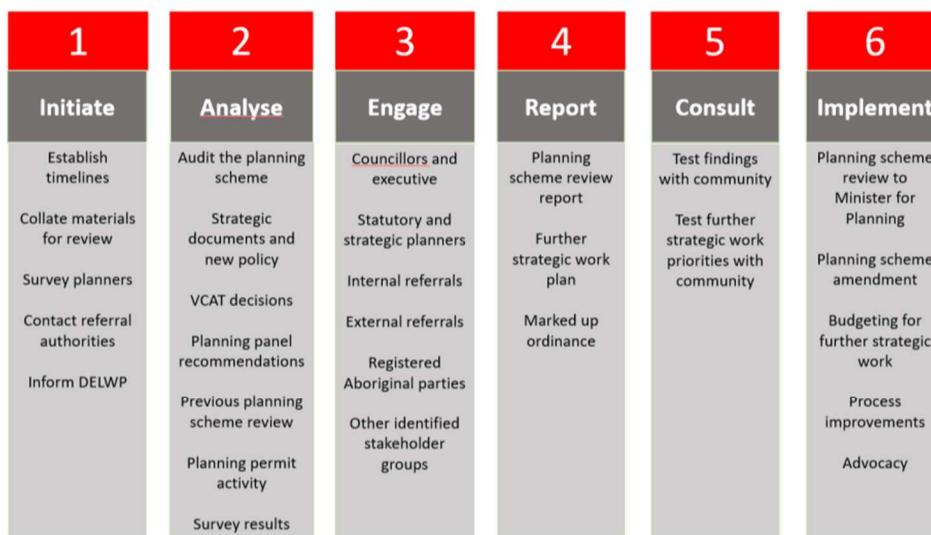 1
Initiate
Establish
timelines
Collate materials
for review
Survey planners
Contact referral
authorities
Inform DELWP
2
Analyse
Audit the planning
scheme
Strategic
documents and
new policy
VCAT decisions
Planning panel
recommendations
Previous planning
scheme review
Planning permit
activity
Survey results
3
Engage
Councillors and
executive
Statutory and
strategic planners
Internal referrals
External referrals
Registered
Aboriginal parties
Other identified
stakeholder
groups
4
Report
Planning
scheme review
report
Further
strategic work
plan
Marked up
ordinance
5
Consult
Test findings
with community
Test further
strategic work
priorities with
community
6
Implement
Planning scheme
review to
Minister for
Planning
Planning scheme
amendment
Budgeting for
further strategic
work
Process
improvements
Advocacy